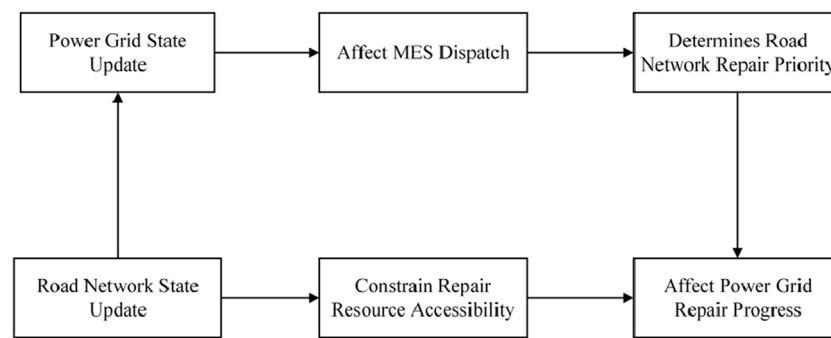 Power Grid State
Update
Affect MES Dispatch
Determines Road
Network Repair Priority
Road Network State
Update
Constrain Repair
Resource Accessibility
Affect Power Grid
Repair Progress